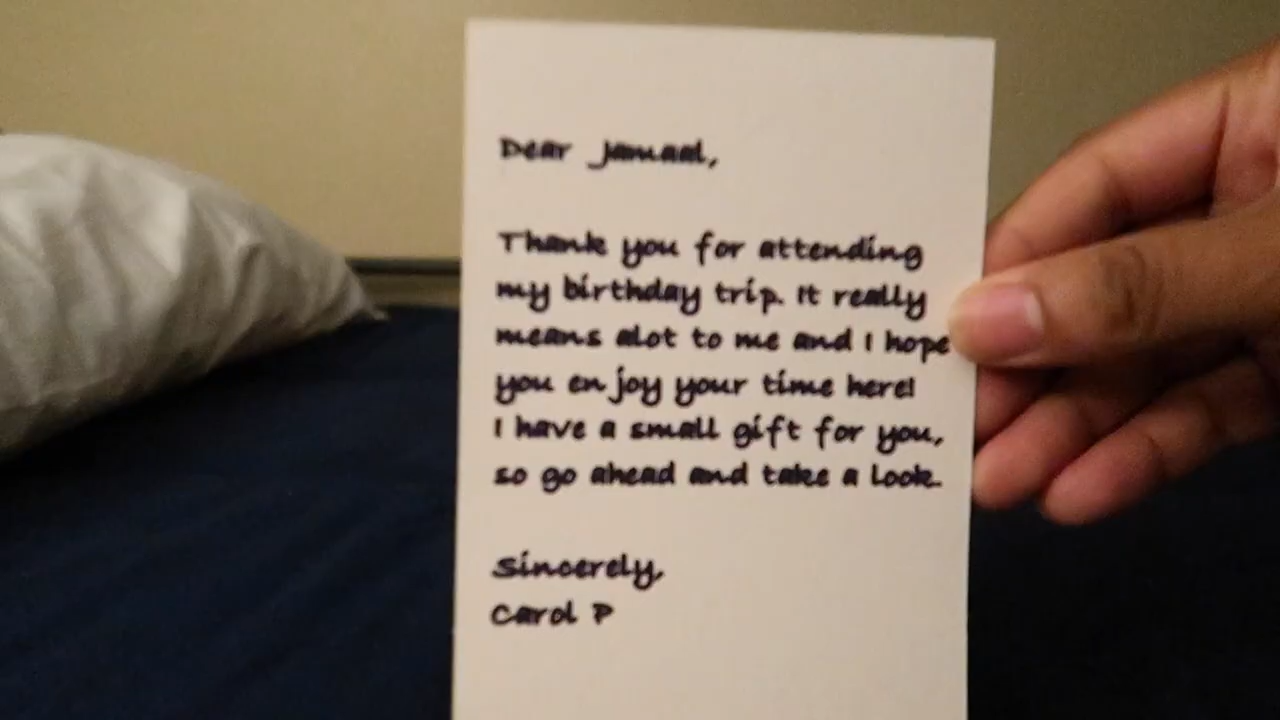 Dear Jamaal,
Thank you for attending
my birthday trip. It really
means alot to me and I hope
you enjoy your time here!
I have a small gift for you,
so go ahead and take a look.
Sincerely,
Carol P